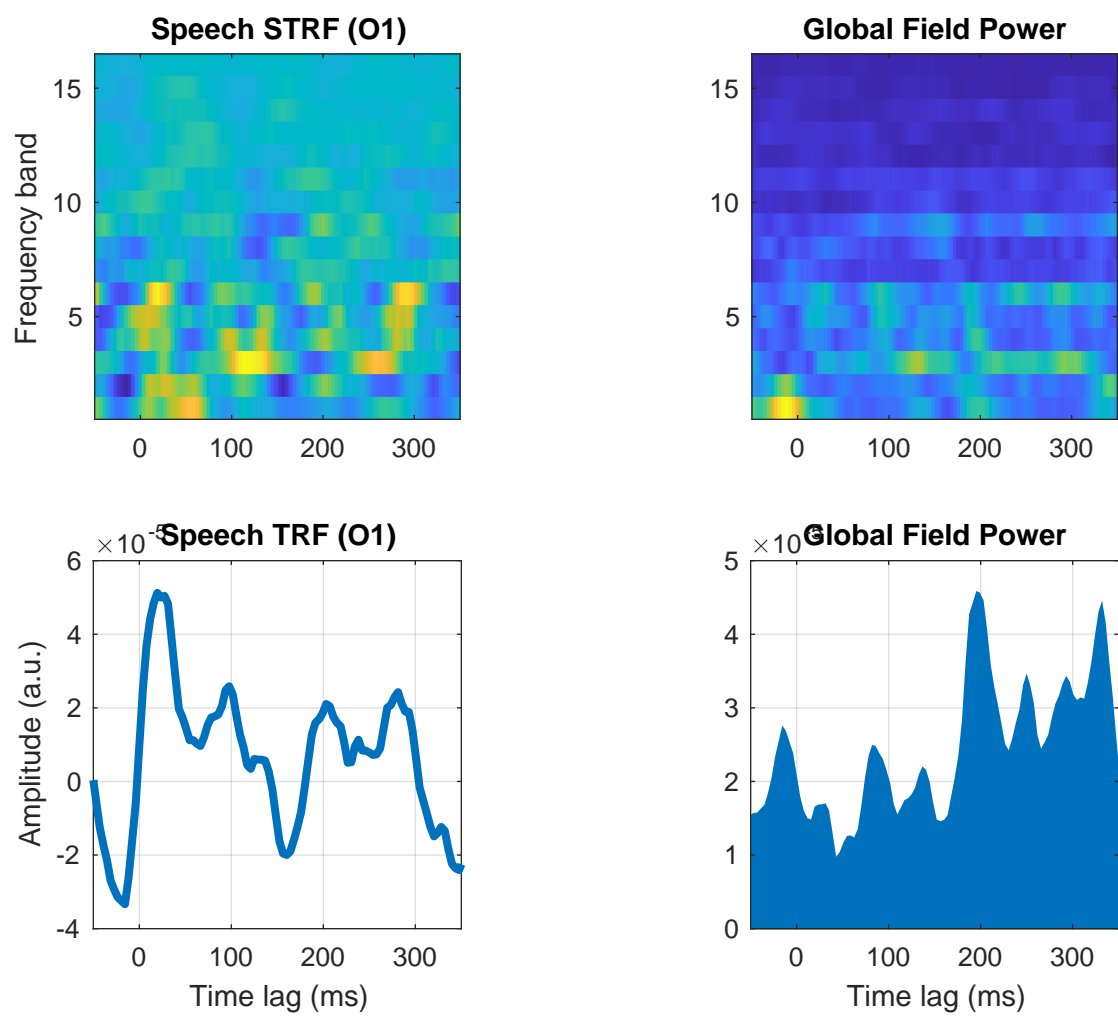 Speech STRF (O1)
Frequency band
15
10
5
0 100 200 300
Global Field Power
15
10
5
0 100 200 300
Speech TRF (O1)
×10^-5
Amplitude (a.u.)
6
4
2
0
-2
-4
0 100 200 300
Time lag (ms)
Global Field Power
×10
5
4
3
2
1
0
0 100 200 300
Time lag (ms)